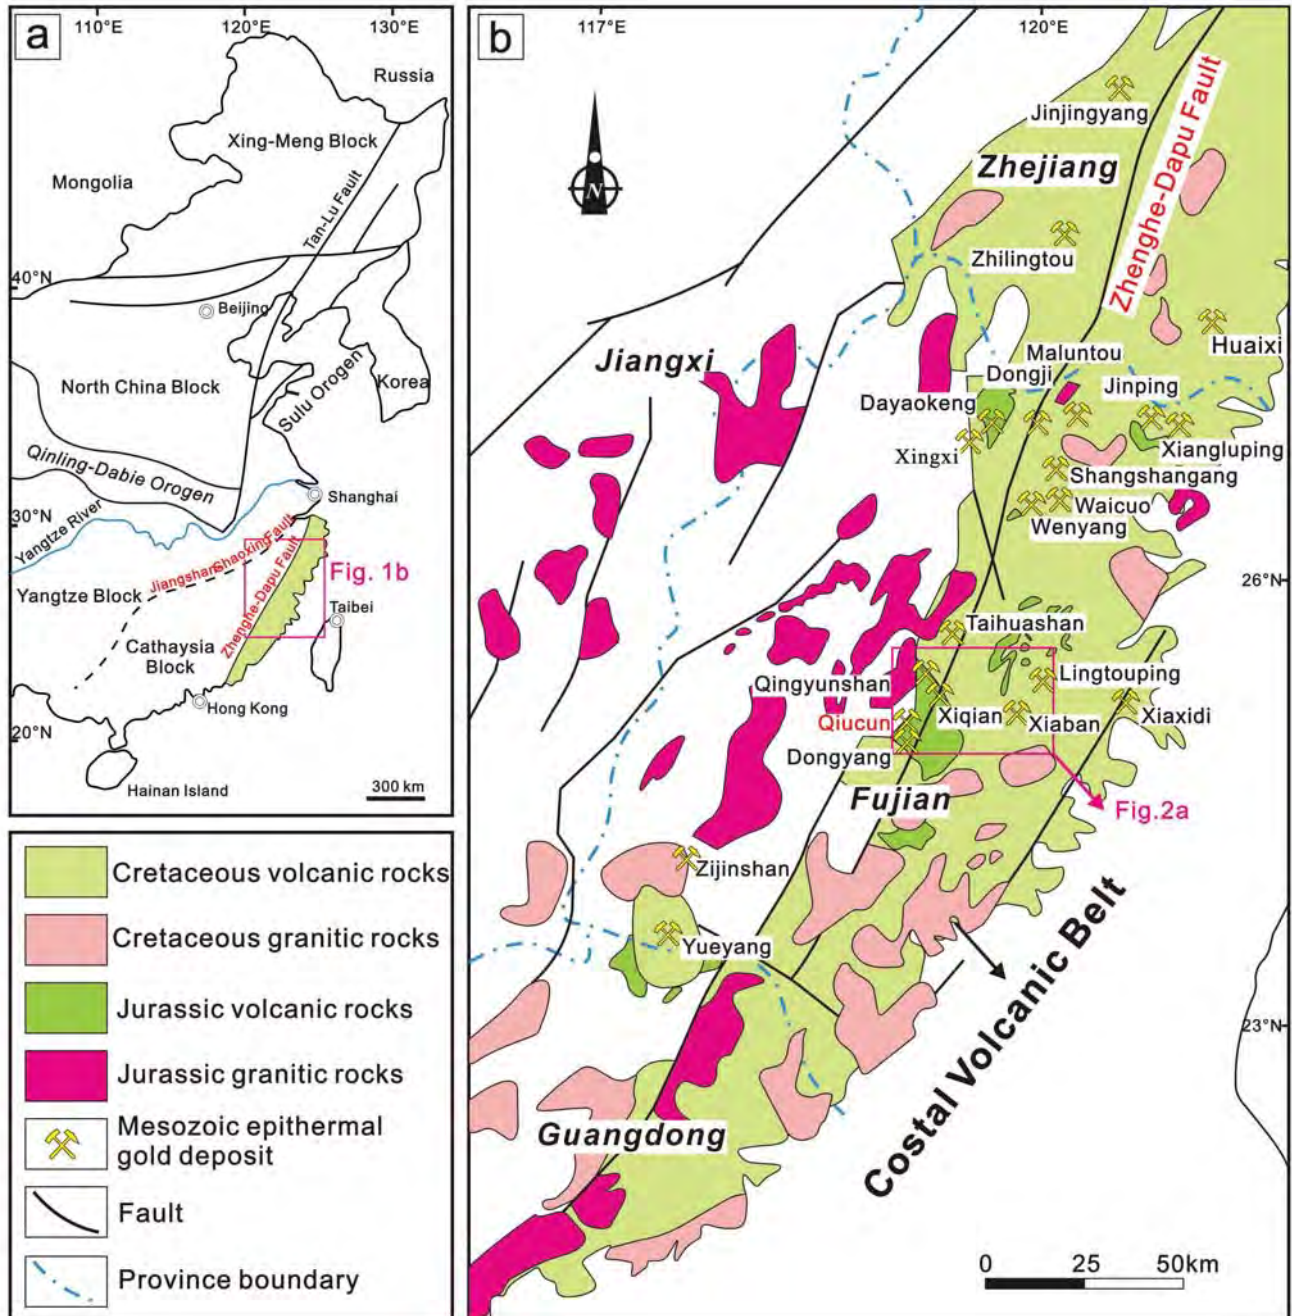 a
110°E
120°E
130°E
Russia
Xing-Meng Block
Mongolia
Tan-Lu Fault
40°N
Beijing
North China Block
Korea
Sulu Orogen
Qinling-Dabie Orogen
Shanghai
30°N
Yangtze River
Jiangshan
Shaoxing Fault
Zhenghe-Dapu Fault
Fig. 1b
Yangtze Block
Taibei
Cathaysia
Block
Hong Kong
20°N
Hainan Island
300 km
Cretaceous volcanic rocks
Cretaceous granitic rocks
Jurassic volcanic rocks
Jurassic granitic rocks
Mesozoic epithermal
gold deposit
Fault
Province boundary
b
117°E
120°E
N
Jinjingyang
Zhejiang
Zhenghe-Dapu Fault
Zhilingtou
Huaixi
Jiangxi
Maluntou
Dongji
Jinping
Dayaokeng
Xingxi
Xiangluping
Shangshangang
Waicuo
Wenyang
26°N
Taihuashan
Qingyunshan
Lingtouping
Qiucun
Xiqian
Xiaban
Xiaxidi
Dongyang
Fujian
Fig.2a
Zijinshan
Yueyang
Costal Volcanic Belt
23°N
Guangdong
0
25
50km